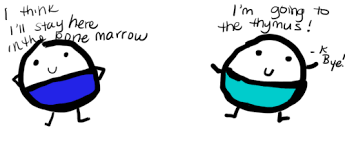 I think
I'll stay here
in the bone marrow
I'm going to
the thymus!
- K
Bye!